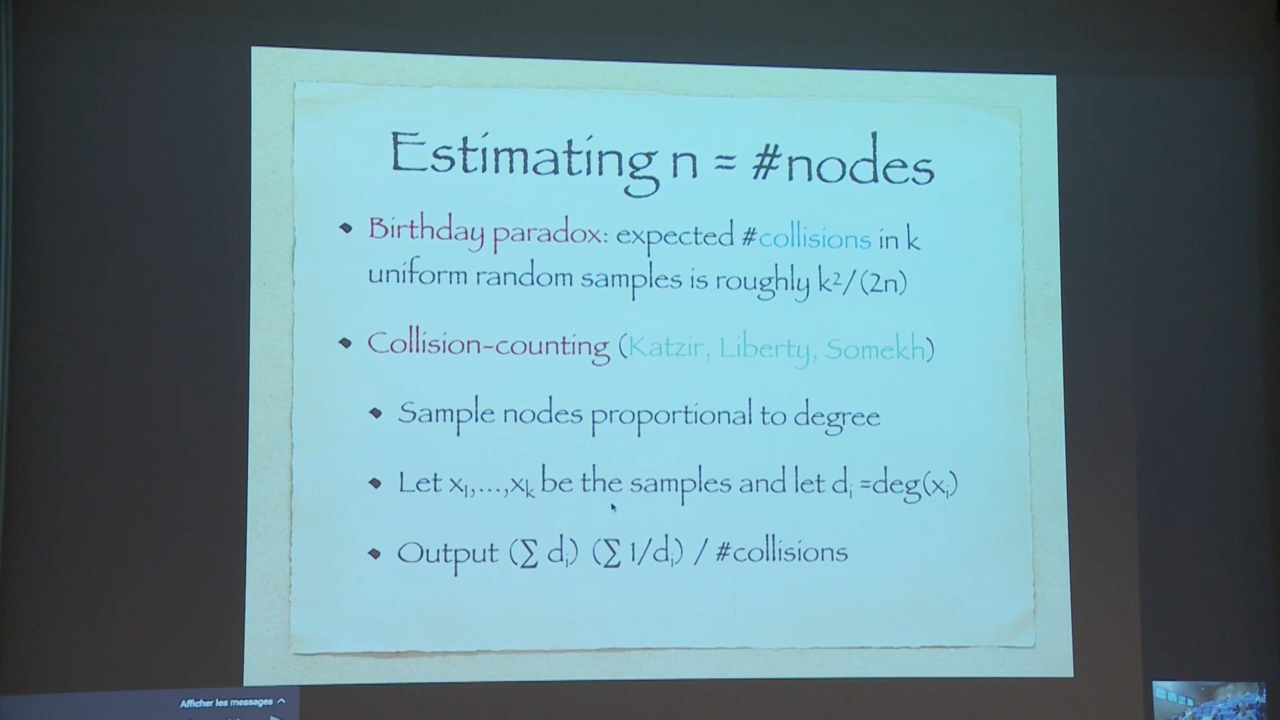 Estimating n = #nodes
Birthday paradox: expected #collisions in k
uniform random samples is roughly k²/(2n)
Collision-counting (Katzir, Liberty, Somekh)
Sample nodes proportional to degree
Let x₁,...,xₖ be the samples and let dᵢ =deg(xᵢ)
Output (∑ dᵢ) (∑ 1/dᵢ) / #collisions
Afficher les messages